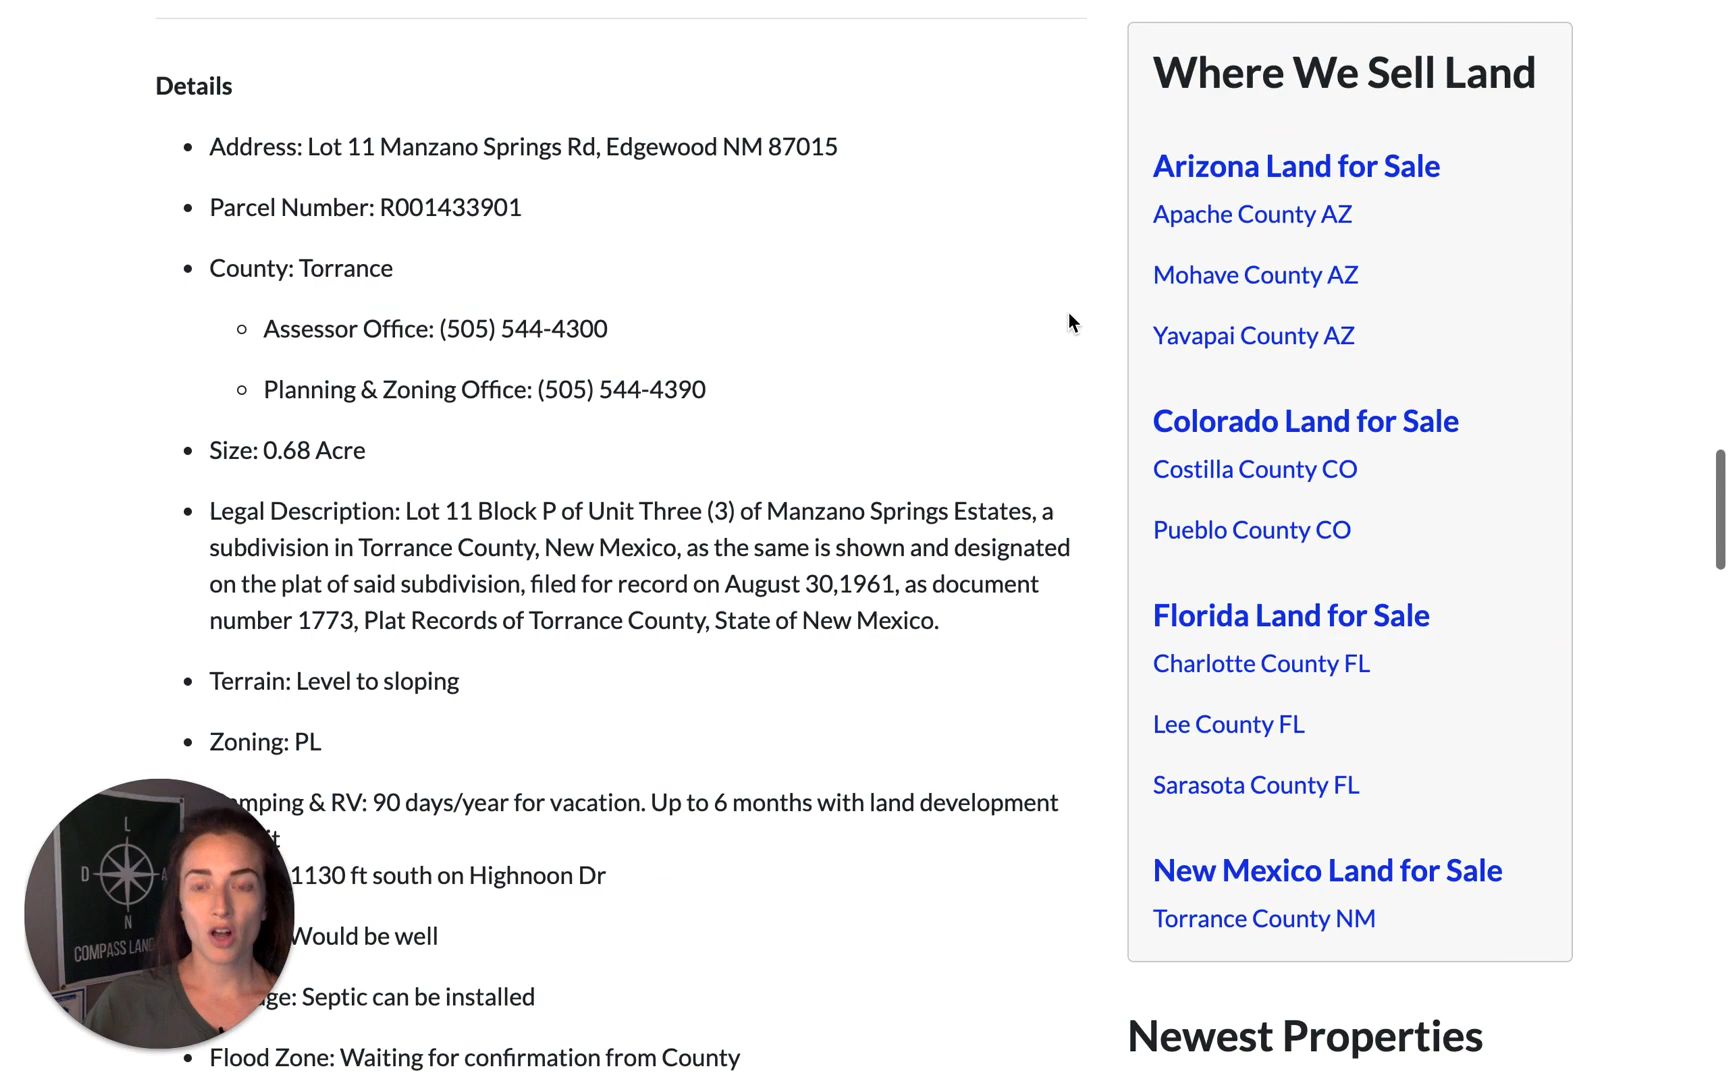 Details
Address: Lot 11 Manzano Springs Rd, Edgewood NM 87015
Parcel Number: R001433901
County: Torrance
Assessor Office: (505) 544-4300
Planning & Zoning Office: (505) 544-4390
Size: 0.68 Acre
Legal Description: Lot 11 Block P of Unit Three (3) of Manzano Springs Estates, a
subdivision in Torrance County, New Mexico, as the same is shown and designated
on the plat of said subdivision, filed for record on August 30,1961, as document
number 1773, Plat Records of Torrance County, State of New Mexico.
Terrain: Level to sloping
Zoning: PL
& RV: 90 days/year for vacation. Up to 6 months with land development
1130 ft south on Highnoon Dr
Would be well
Septic can be installed
Flood Zone: Waiting for confirmation from County
L
D
N
COMPASS
Where We Sell Land
Arizona Land for Sale
Apache County AZ
Mohave County AZ
Yavapai County AZ
Colorado Land for Sale
Costilla County CO
Pueblo County CO
Florida Land for Sale
Charlotte County FL
Lee County FL
Sarasota County FL
New Mexico Land for Sale
Torrance County NM
Newest Properties